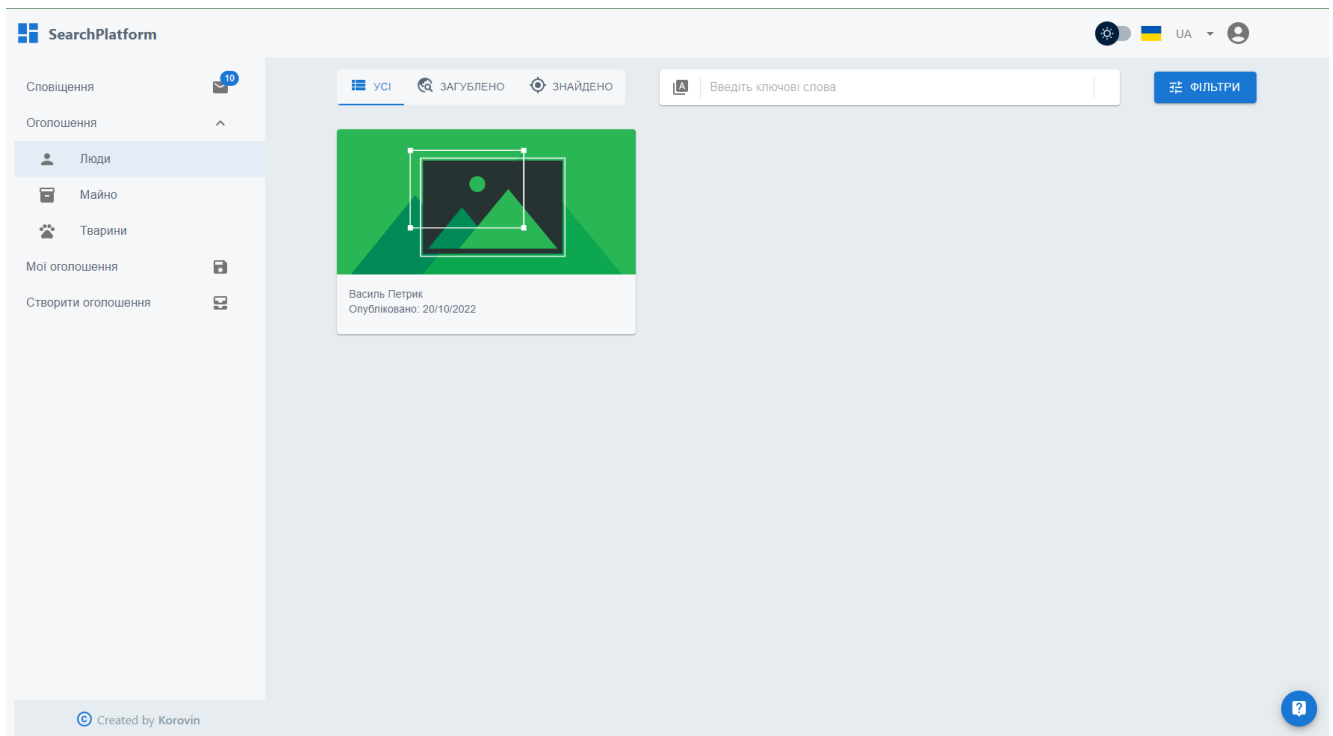 SearchPlatform
UA
Сповіщення
10
Оголошення
Люди
Майно
Тварини
Мої оголошення
Створити оголошення
УСІ
ЗАГУБЛЕНО
ЗНАЙДЕНО
A
Введіть ключові слова
ФІЛЬТРИ
Василь Петрик
Опубліковано: 20/10/2022
© Created by Korovin
?